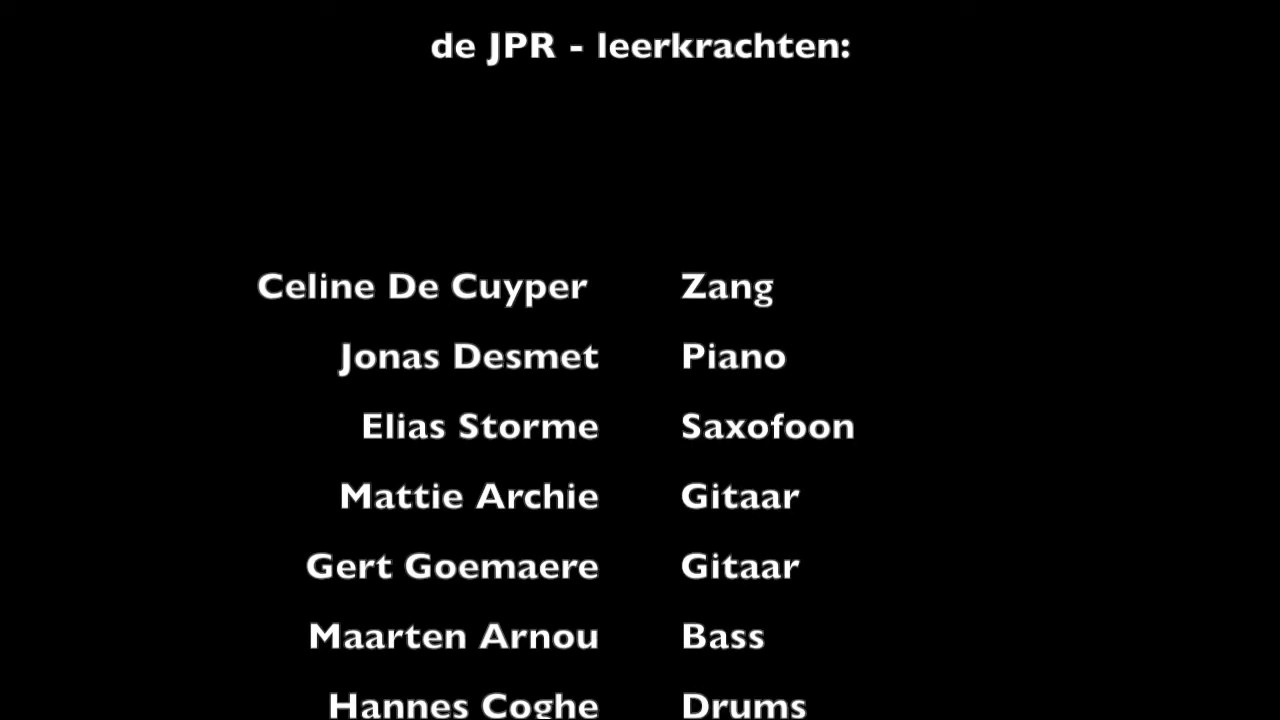 de JPR - leerkrachten:
Celine De Cuyper Zang
Jonas Desmet Piano
Elias Storme Saxofoon
Mattie Archie Gitaar
Gert Goemaere Gitaar
Maarten Arnou Bass
Hannes Coghe Drums